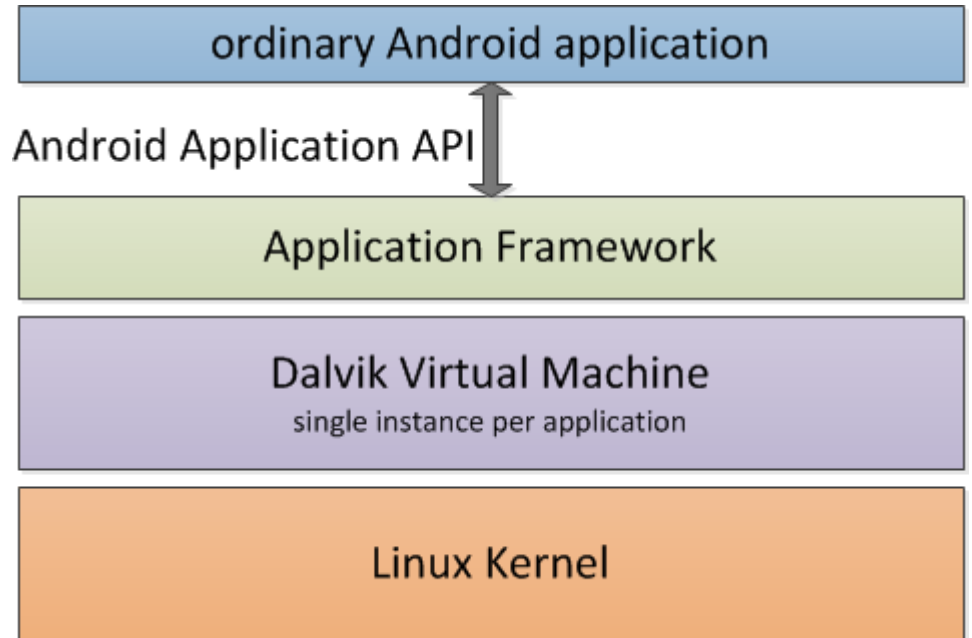 ordinary Android application
Android Application API
Application Framework
Dalvik Virtual Machine
single instance per application
Linux Kernel